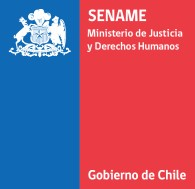 SENAME
Ministerio de Justicia
y Derechos Humanos
Gobierno de Chile